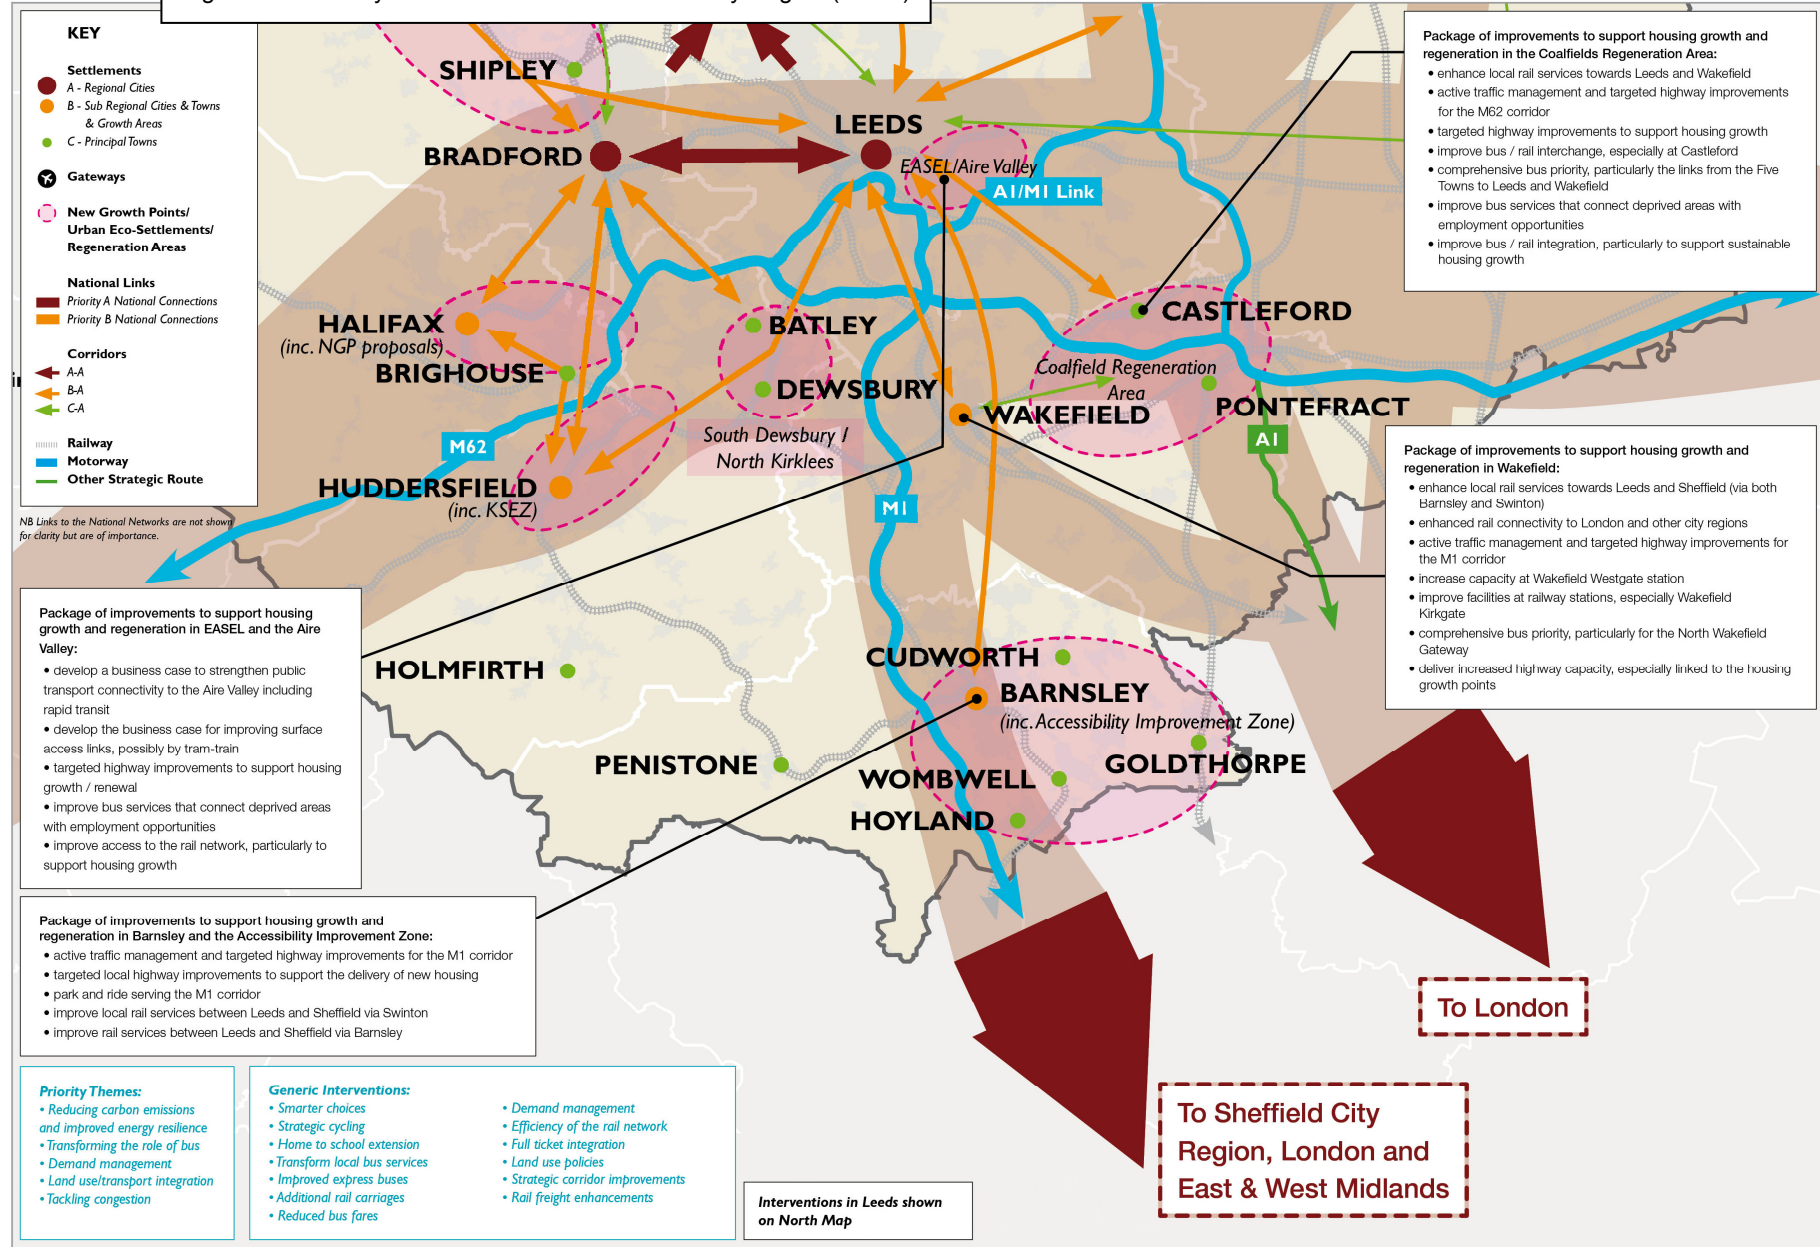 KEY
Settlements
A - Regional Cities
B - Sub Regional Cities & Towns
& Growth Areas
C - Principal Towns
Gateways
New Growth Points/
Urban Eco-Settlements/
Regeneration Areas
National Links
Priority A National Connections
Priority B National Connections
Corridors
A-A
B-A
C-A
Railway
Motorway
Other Strategic Route
NB Links to the National Networks are not shown
for clarity but are of importance.
SHIPLEY
LEEDS
BRADFORD
EASEL/Aire Valley
A1/M1 Link
HALIFAX
(inc. NGP proposals)
BRIGHOUSE
BATLEY
DEWSBURY
South Dewsbury /
North Kirklees
CASTLEFORD
Coalfield Regeneration
Area
WAKEFIELD
PONTEFRACT
A1
M62
M1
HUDDERSFIELD
(inc. KSEZ)
HOLMFIRTH
CUDWORTH
BARNSLEY
(inc. Accessibility Improvement Zone)
PENISTONE
WOMBWELL
GOLDTHORPE
HOYLAND
Package of improvements to support housing growth and
regeneration in the Coalfields Regeneration Area:
• enhance local rail services towards Leeds and Wakefield
• active traffic management and targeted highway improvements
for the M62 corridor
• targeted highway improvements to support housing growth
• improve bus / rail interchange, especially at Castleford
• comprehensive bus priority, particularly the links from the Five
Towns to Leeds and Wakefield
• improve bus services that connect deprived areas with
employment opportunities
• improve bus / rail integration, particularly to support sustainable
housing growth
Package of improvements to support housing growth and
regeneration in Wakefield:
• enhance local rail services towards Leeds and Sheffield (via both
Barnsley and Swinton)
• enhanced rail connectivity to London and other city regions
• active traffic management and targeted highway improvements for
the M1 corridor
• increase capacity at Wakefield Westgate station
• improve facilities at railway stations, especially Wakefield
Kirkgate
• comprehensive bus priority, particularly for the North Wakefield
Gateway
• deliver increased highway capacity, especially linked to the housing
growth points
Package of improvements to support housing
growth and regeneration in EASEL and the Aire
Valley:
• develop a business case to strengthen public
transport connectivity to the Aire Valley including
rapid transit
• develop the business case for improving surface
access links, possibly by tram-train
• targeted highway improvements to support housing
growth / renewal
• improve bus services that connect deprived areas
with employment opportunities
• improve access to the rail network, particularly to
support housing growth
Package of improvements to support housing growth and
regeneration in Barnsley and the Accessibility Improvement Zone:
• active traffic management and targeted highway improvements for the M1 corridor
• targeted local highway improvements to support the delivery of new housing
• park and ride serving the M1 corridor
• improve local rail services between Leeds and Sheffield via Swinton
• improve rail services between Leeds and Sheffield via Barnsley
Priority Themes:
• Reducing carbon emissions
and improved energy resilience
• Transforming the role of bus
• Demand management
• Land use/transport integration
• Tackling congestion
Generic Interventions:
• Smarter choices
• Strategic cycling
• Home to school extension
• Transform local bus services
• Improved express buses
• Additional rail carriages
• Reduced bus fares
• Demand management
• Efficiency of the rail network
• Full ticket integration
• Land use policies
• Strategic corridor improvements
• Rail freight enhancements
Interventions in Leeds shown
on North Map
To London
To Sheffield City
Region, London and
East & West Midlands